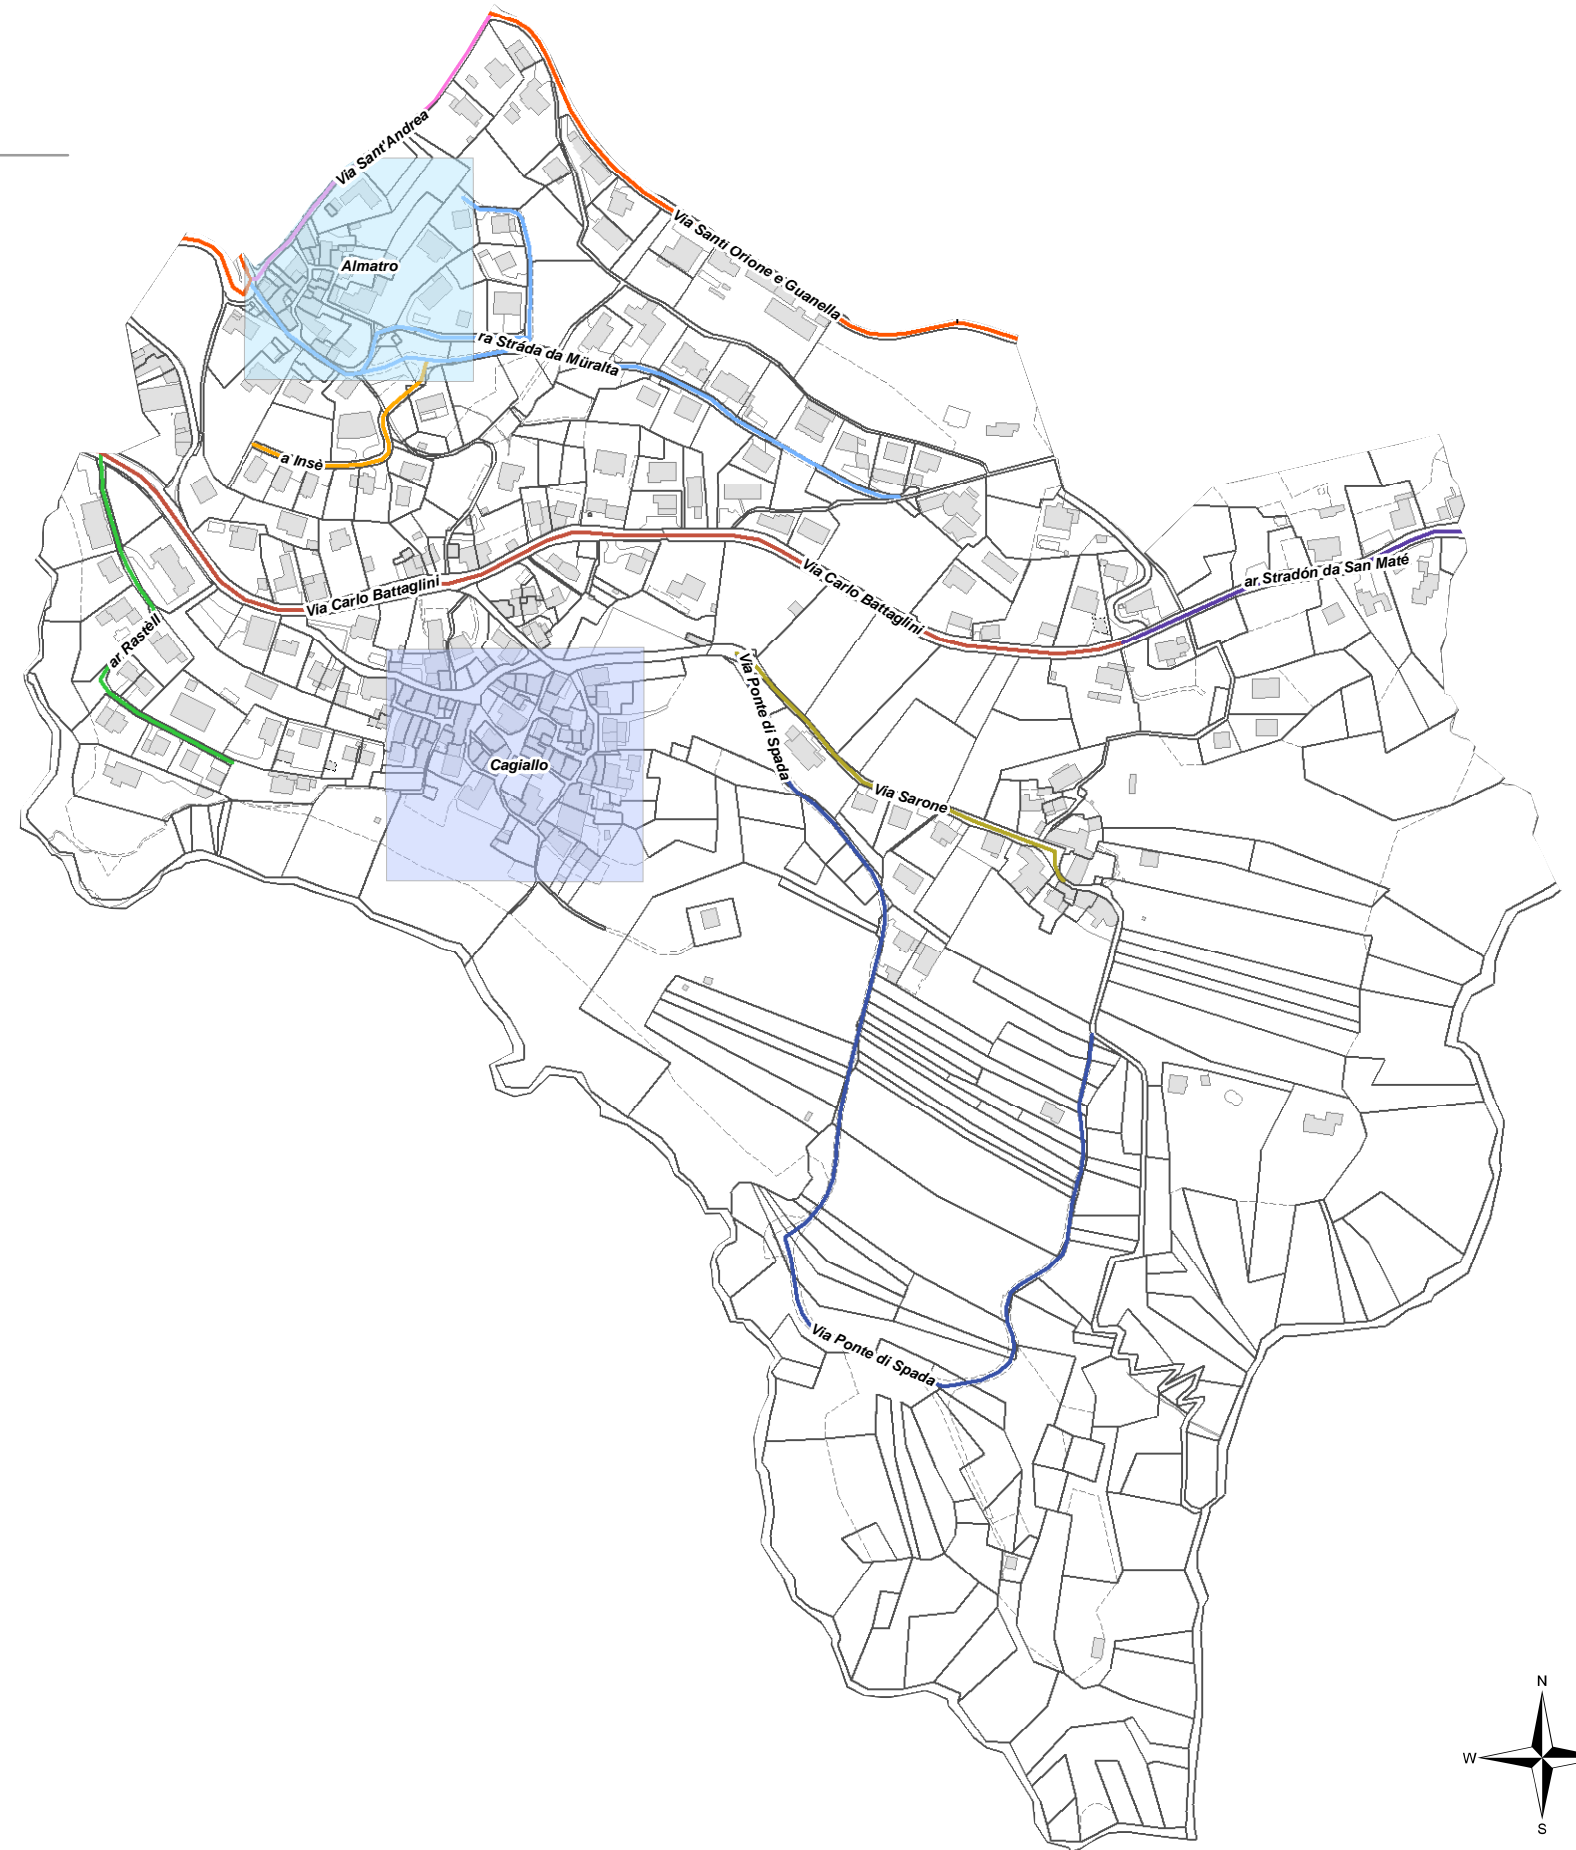 Via Sant'Andrea
Via Santi Orione e Guanella
Almatro
ra Stráda da Müralta
a Insè
Via Carlo Battaglini
Via Carlo Battaglini
ar Stradón da San Maté
ar Rastèll
Via Ponte di Spada
Cagiallo
Via Sarone
Via Ponte di Spada
N
W
S